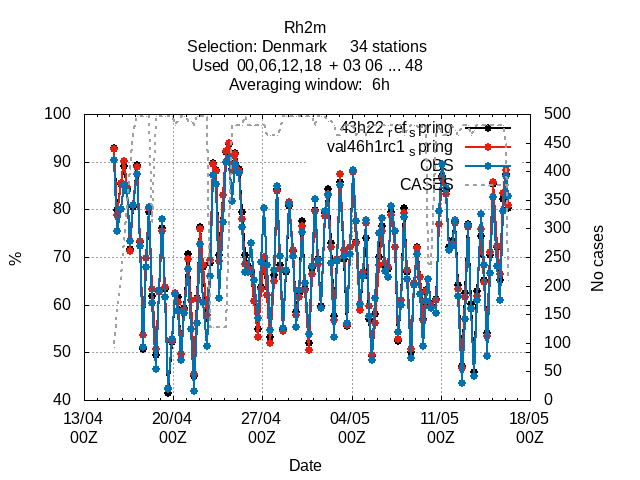 Rh2m
Selection: Denmark 34 stations
Used 00,06,12,18 + 03 06 ... 48
Averaging window: 6h
43h22_ref_spring
val46h1rc1_spring
OBS
CASES
100
90
80
70
60
50
40
%
500
450
400
350
300
250
200
150
100
50
0
No cases
13/04 20/04 27/04 04/05 11/05 18/05
00Z 00Z 00Z 00Z 00Z 00Z
Date